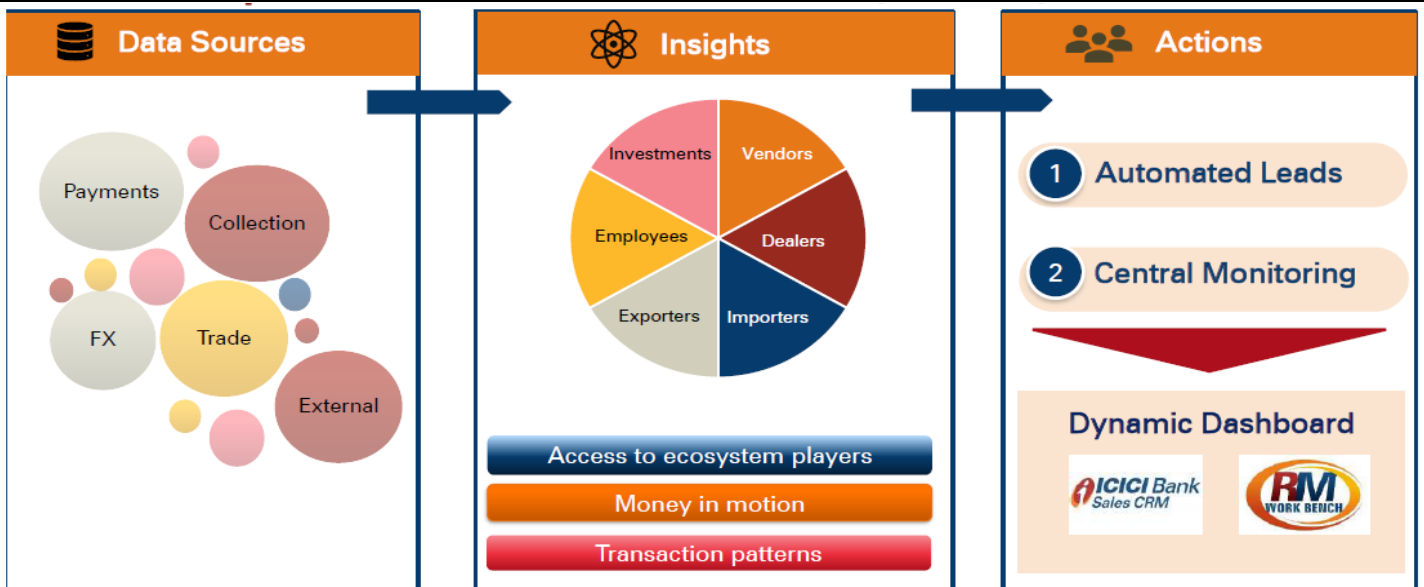 Data Sources
Payments
Collection
FX
Trade
External
Insights
Investments
Vendors
Employees
Dealers
Exporters
Importers
Access to ecosystem players
Money in motion
Transaction patterns
Actions
1 Automated Leads
2 Central Monitoring
Dynamic Dashboard
ICICI Bank
Sales CRM
RM
WORK BENCH